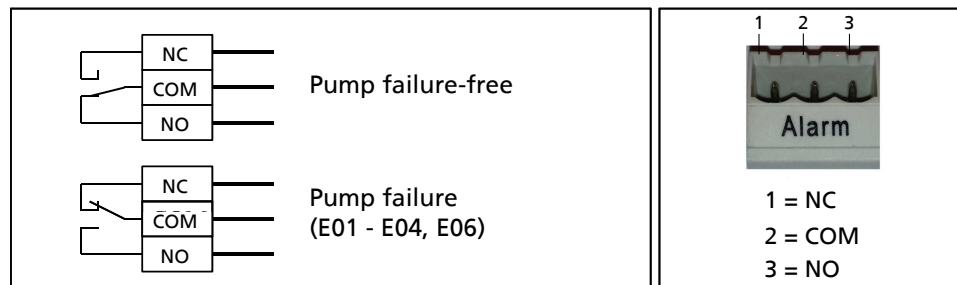 NC
COM
NO
Pump failure-free
NC
COM
NO
Pump failure
(E01 - E04, E06)
1 2 3
Alarm
1 = NC
2 = COM
3 = NO